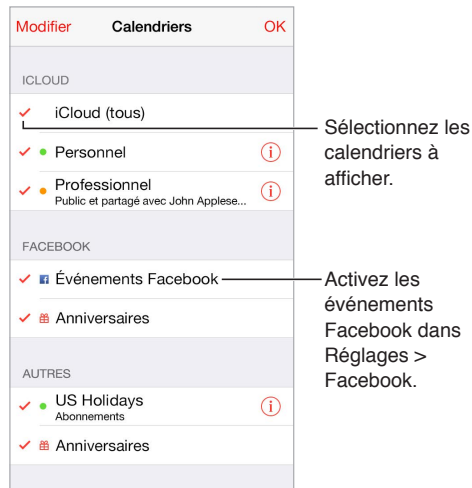 Modifier Calendriers OK
ICLOUD
iCloud (tous)
Personnel
Professionnel
Public et partagé avec John Applese...
FACEBOOK
Événements Facebook
Anniversaires
AUTRES
US Holidays
Abonnements
Anniversaires
Sélectionnez les
calendriers à
afficher.
Activez les
événements
Facebook dans
Réglages >
Facebook.